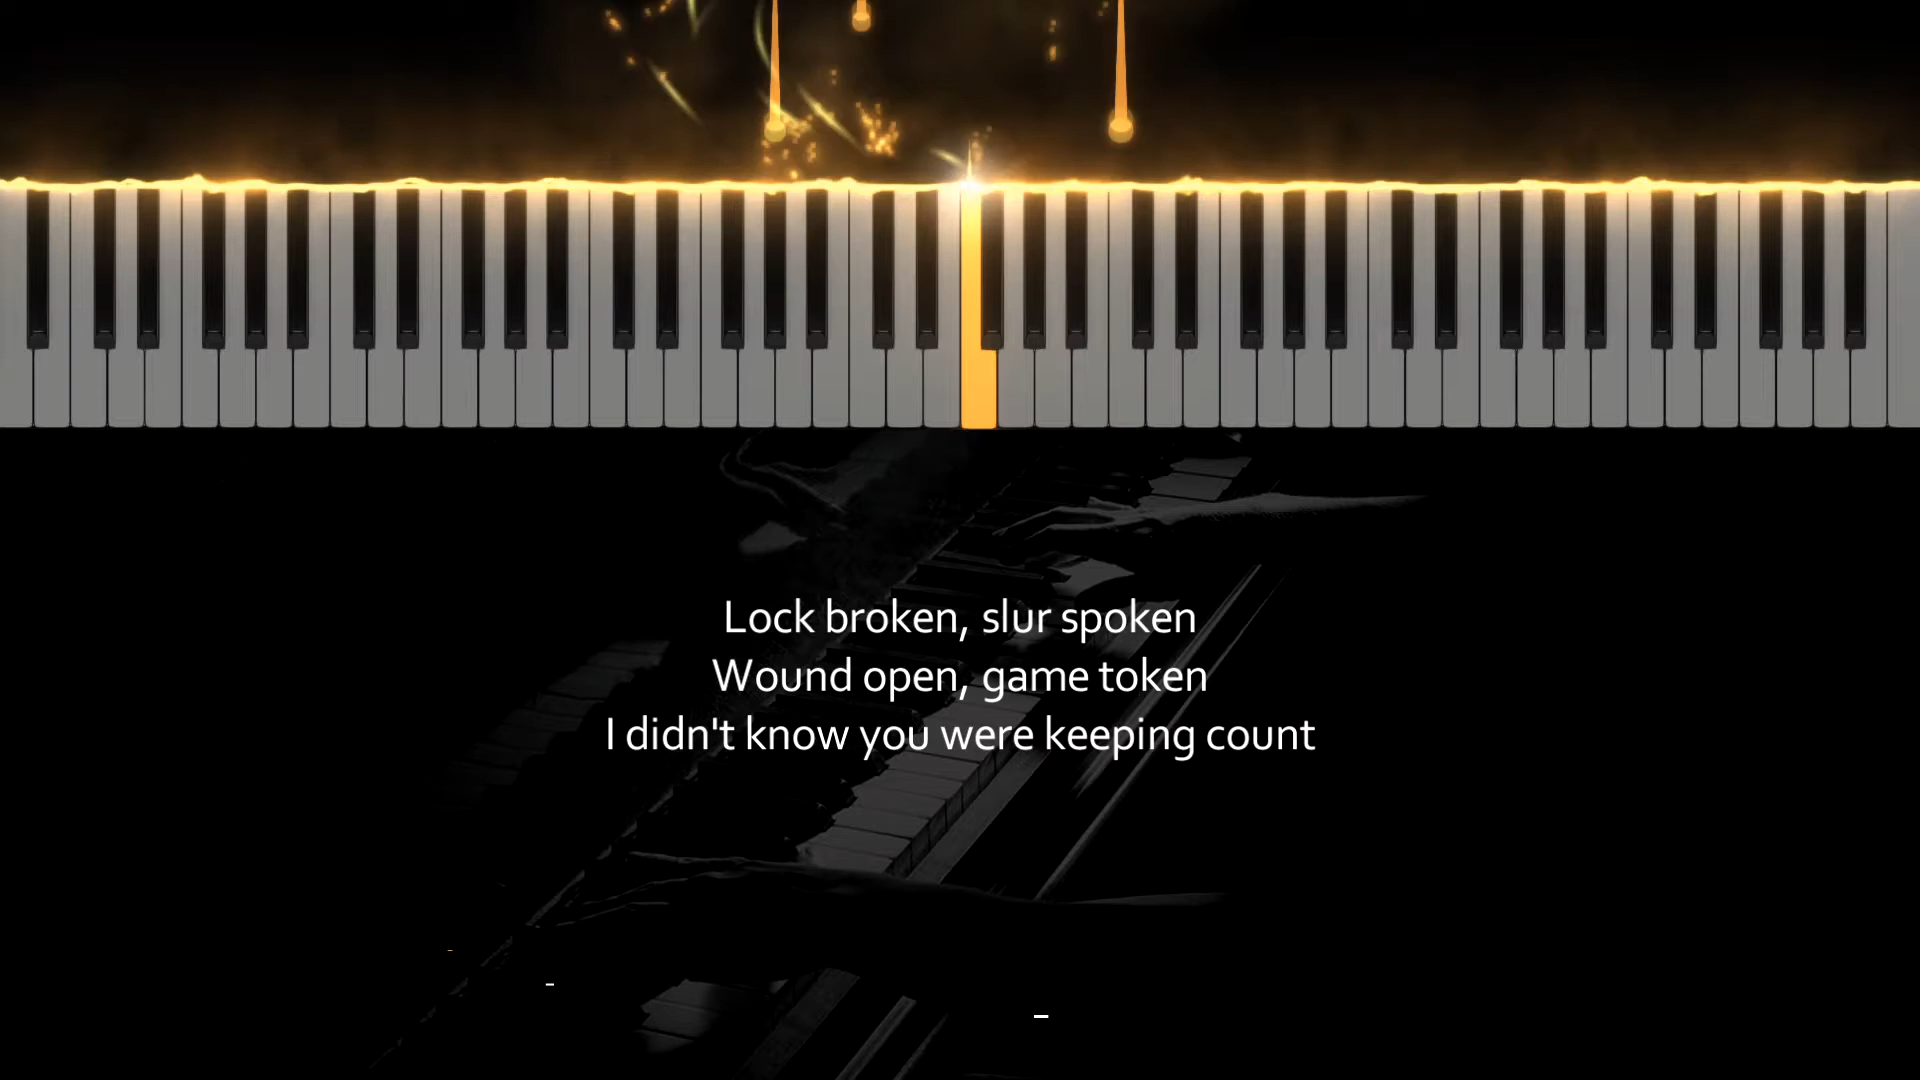 Lock broken, slur spoken
Wound open, game token
I didn't know you were keeping count